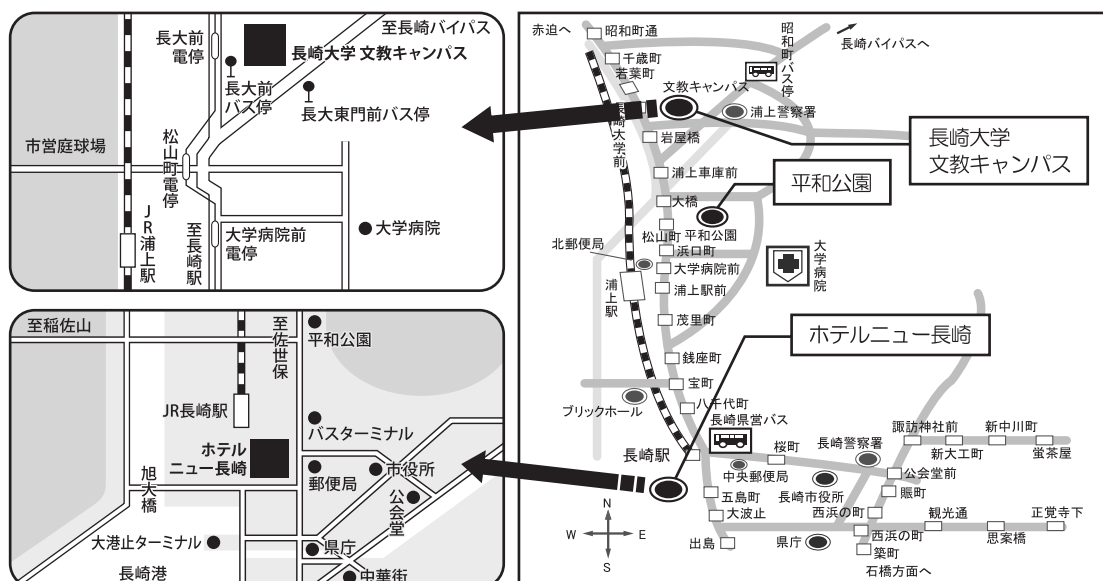 至長崎バイパス
長大前
電停
長崎大学 文教キャンパス
長大前
バス停
長大東門前バス停
市営庭球場
松山町電停
JR浦上駅
至長崎駅
大学病院前
電停
大学病院
至稲佐山
至佐世保
平和公園
JR長崎駅
バスターミナル
ホテル
ニュー長崎
郵便局
市役所
公会堂
旭大橋
大港止ターミナル
県庁
長崎港
中華街
赤迫へ
昭和町通
昭和町バス停
長崎バイパスへ
千歳町
若葉町
文教キャンパス
長崎大学前
浦上警察署
岩屋橋
長崎大学
文教キャンパス
浦上車庫前
平和公園
大橋
松山町
平和公園
北郵便局
浜口町
大学病院前
大学病院
浦上駅
浦上駅前
茂里町
ホテルニュー長崎
銭座町
宝町
ブリックホール
八千代町
長崎県営バス
長崎駅
桜町
長崎警察署
諏訪神社前
新大工町
新中川町
蛍茶屋
中央郵便局
長崎市役所
公会堂前
賑町
五島町
大波止
西浜の町
観光通
正覚寺下
出島
県庁
西浜の町
思案橋
築町
石橋方面へ
N
W
E
S